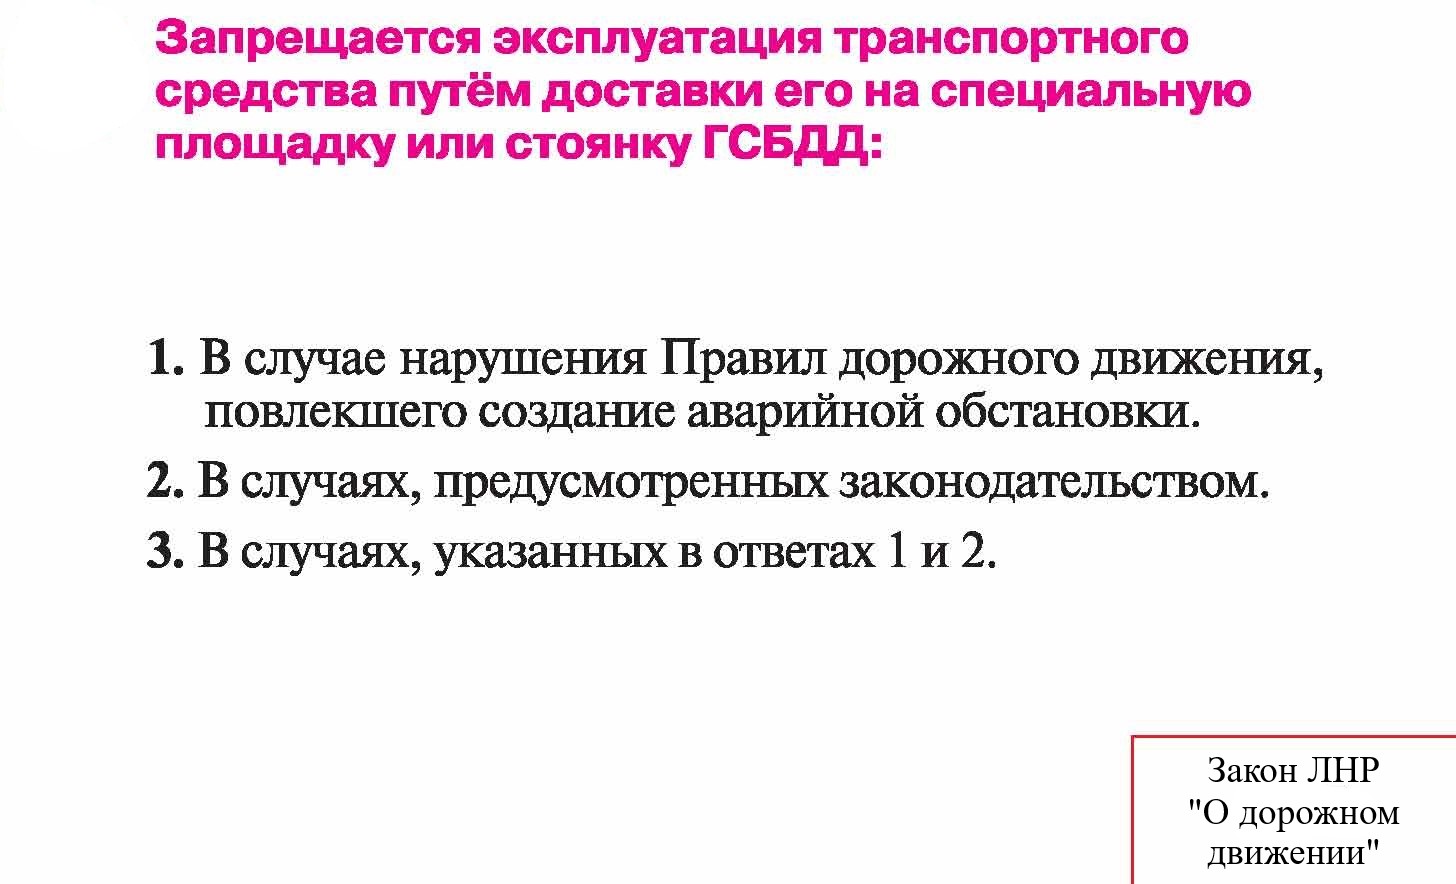 Запрещается эксплуатация транспортного
средства путём доставки его на специальную
площадку или стоянку ГСБДД:
1. В случае нарушения Правил дорожного движения,
повлекшего создание аварийной обстановки.
2. В случаях, предусмотренных законодательством.
3. В случаях, указанных в ответах 1 и 2.
Закон ЛНР
"О дорожном
движении"